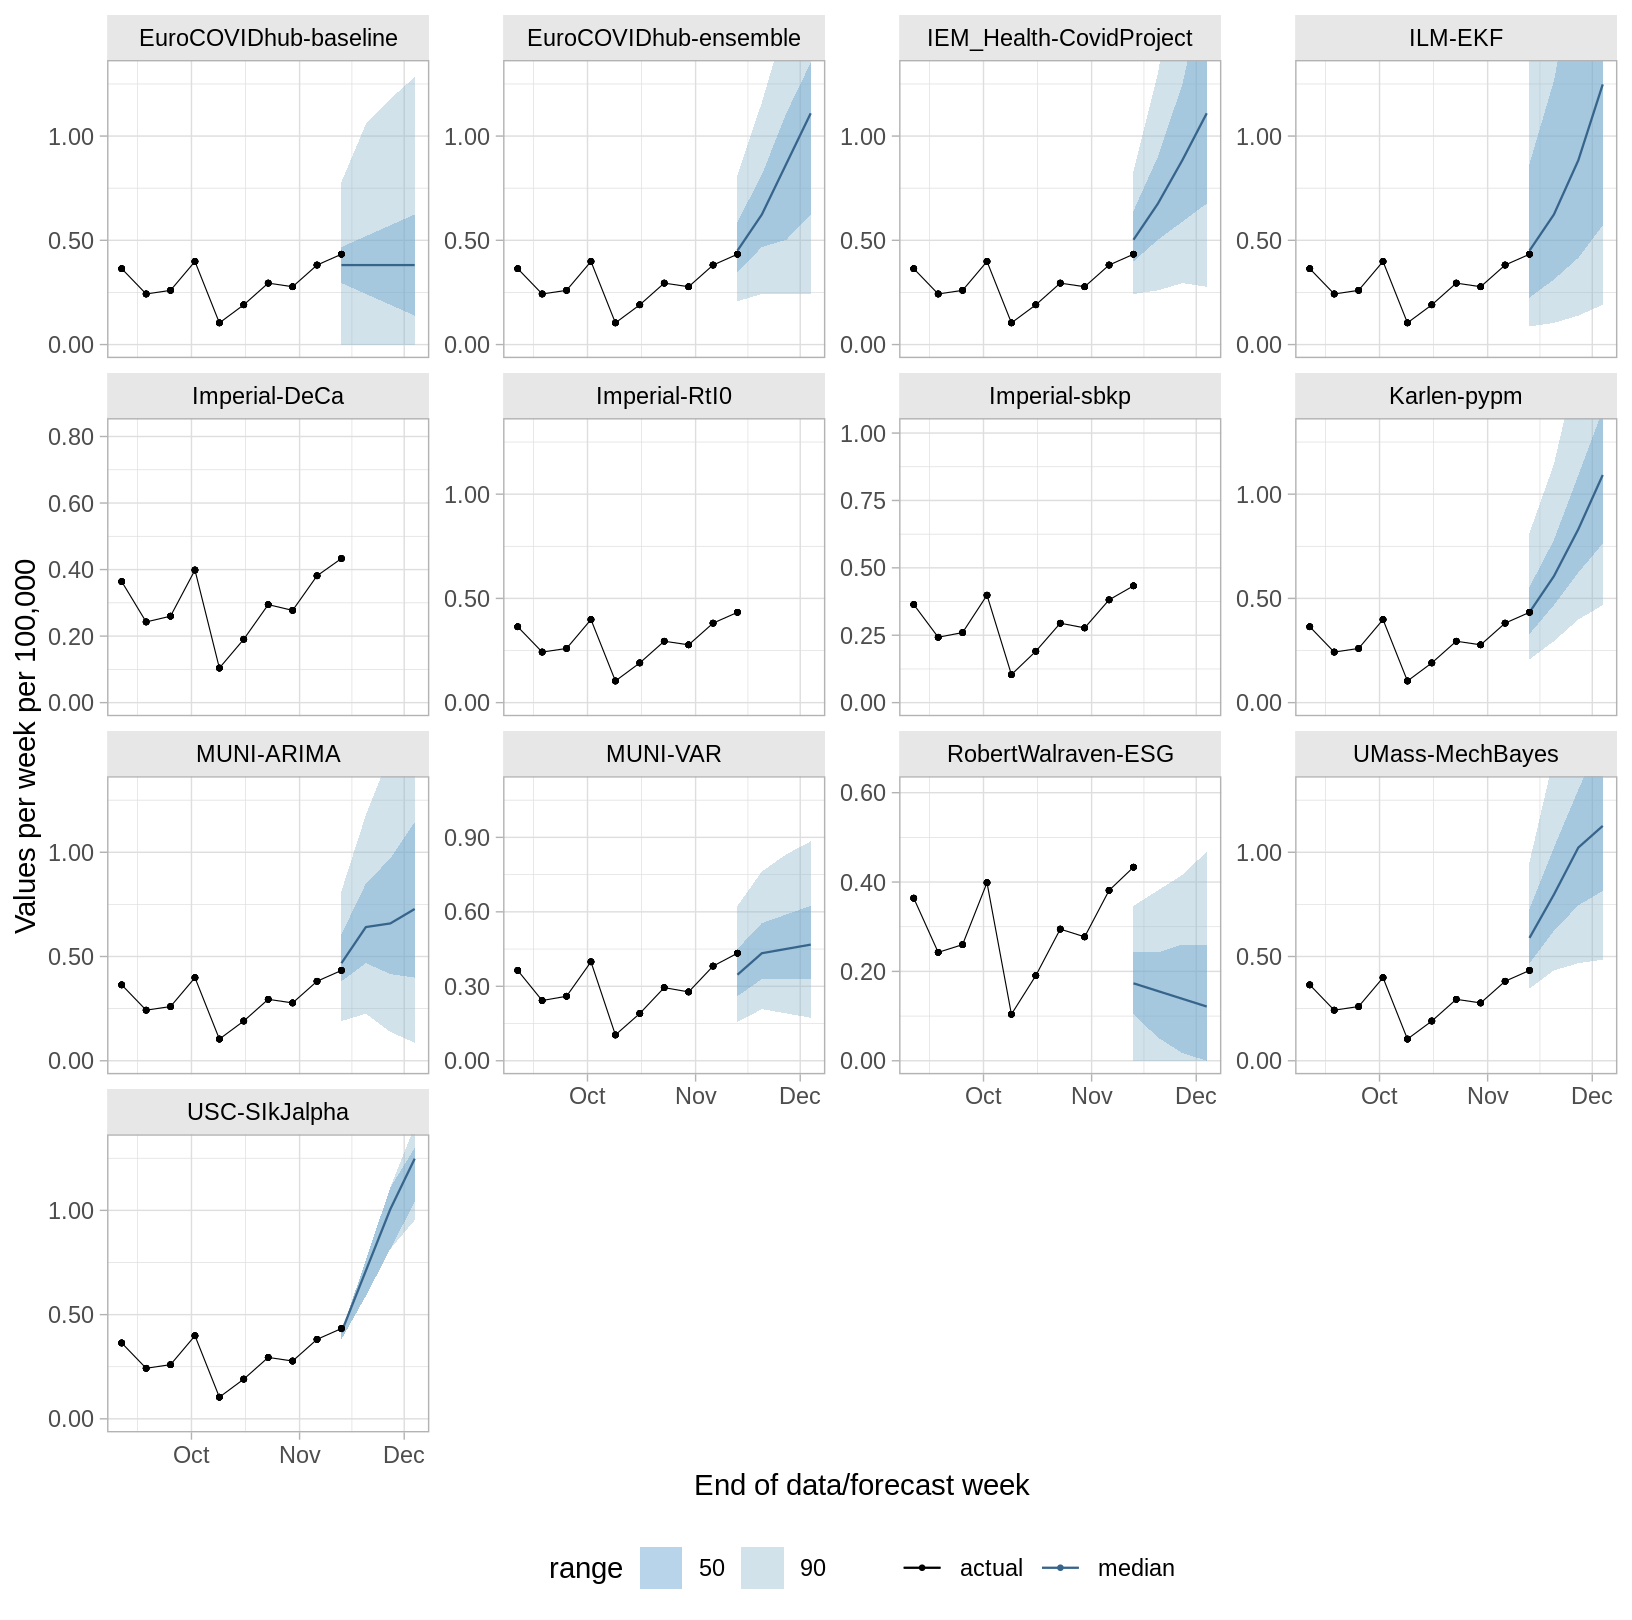 EuroCOVIDhub-baseline
EuroCOVIDhub-ensemble
IEM_Health-CovidProject
ILM-EKF
1.00
0.50
0.00
1.00
0.50
0.00
1.00
0.50
0.00
1.00
0.50
0.00
Imperial-DeCa
Imperial-RtI0
Imperial-sbkp
Karlen-pypm
0.80
0.60
0.40
0.20
0.00
1.00
0.50
0.00
1.00
0.75
0.50
0.25
0.00
1.00
0.50
0.00
Values per week per 100,000
MUNI-ARIMA
MUNI-VAR
RobertWalraven-ESG
UMass-MechBayes
1.00
0.50
0.00
0.90
0.60
0.30
0.00
0.60
0.40
0.20
0.00
1.00
0.50
0.00
Oct Nov Dec
Oct Nov Dec
Oct Nov Dec
USC-SIkJalpha
1.00
0.50
0.00
Oct Nov Dec
End of data/forecast week
range 50 90 actual median